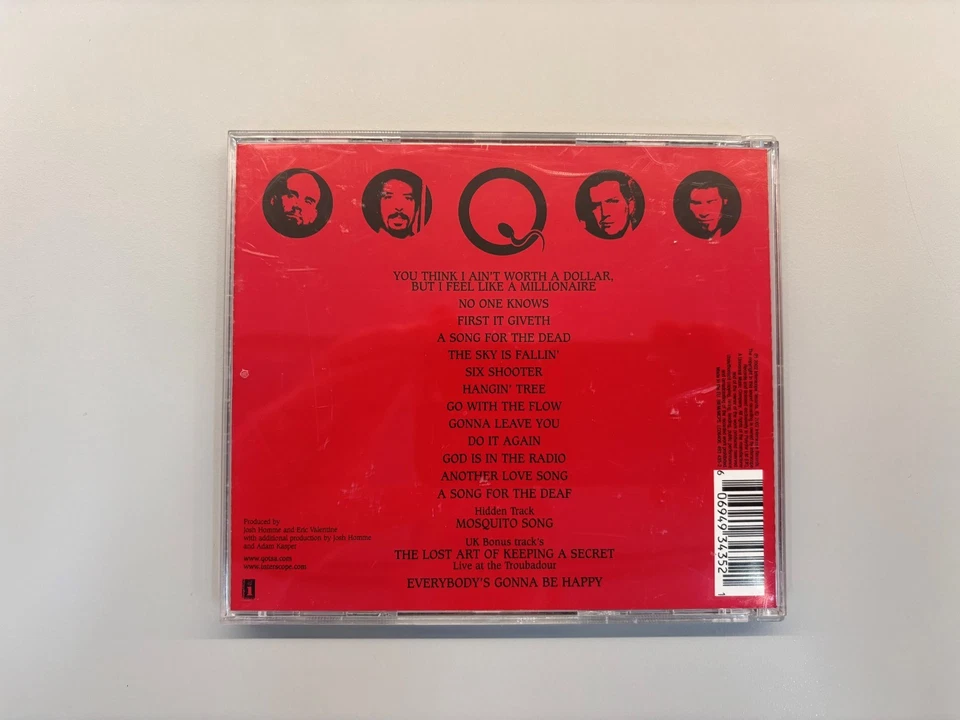 YOU THINK I AIN'T WORTH A DOLLAR,
BUT I FEEL LIKE A MILLIONAIRE
NO ONE KNOWS
FIRST IT GIVETH
A SONG FOR THE DEAD
THE SKY IS FALLIN'
SIX SHOOTER
HANGIN' TREE
GO WITH THE FLOW
GONNA LEAVE YOU
DO IT AGAIN
GOD iS IN THE RADIO
ANOTHER LOVE SONG
A SONG FOR THE DEAF
Hidden Track
MOSQUITO SONG
UK Bonus track's
THE LOST ART OF KEEPING A SECRET
Live at the Troubadour
EVERYBODY'S GONNA BE HAPPY
Produced by
Josh Homme and Eric Valentine
with additional production by Josh Homme
and Adam Kasper
www.qotsa.com
www.interscope.com
i
6 06949 34352 1